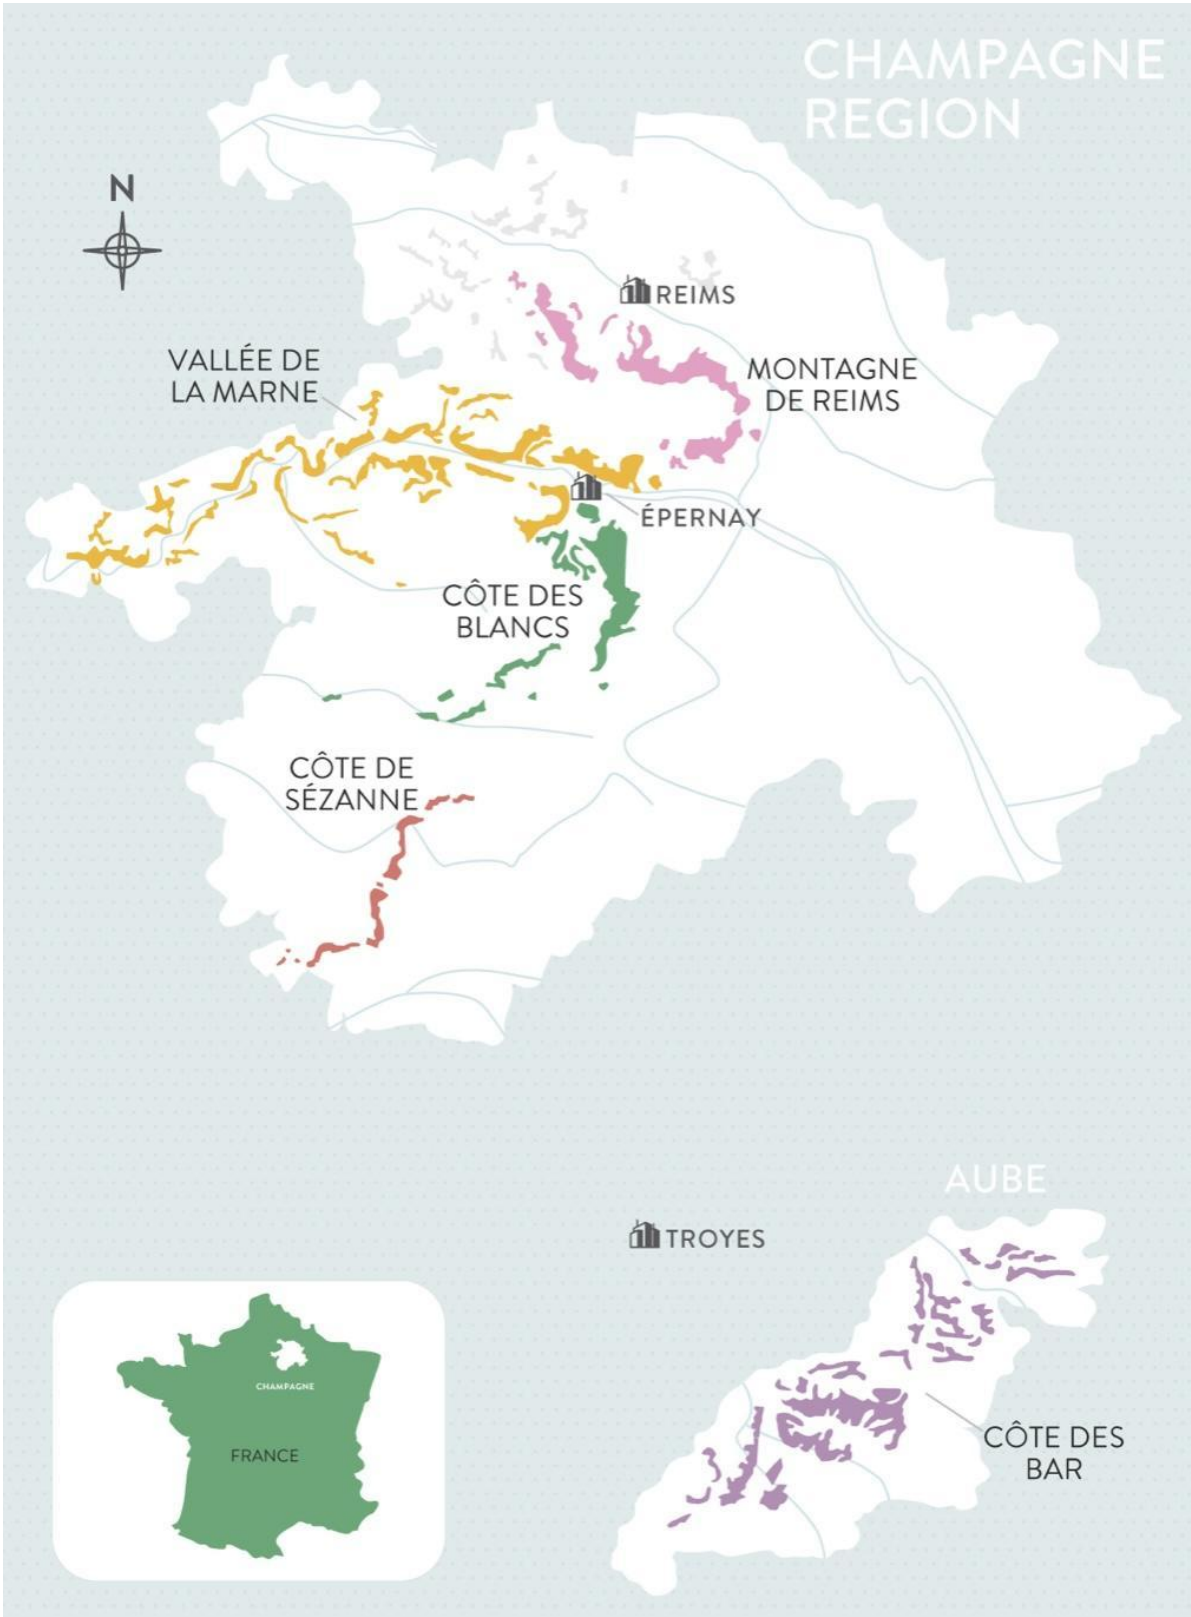 CHAMPAGNE
REGION
N
REIMS
VALLÉE DE
LA MARNE
MONTAGNE
DE REIMS
ÉPERNAY
CÔTE DES
BLANCS
CÔTE DE
SÉZANNE
AUBE
TROYES
CÔTE DES
BAR
CHAMPAGNE
FRANCE